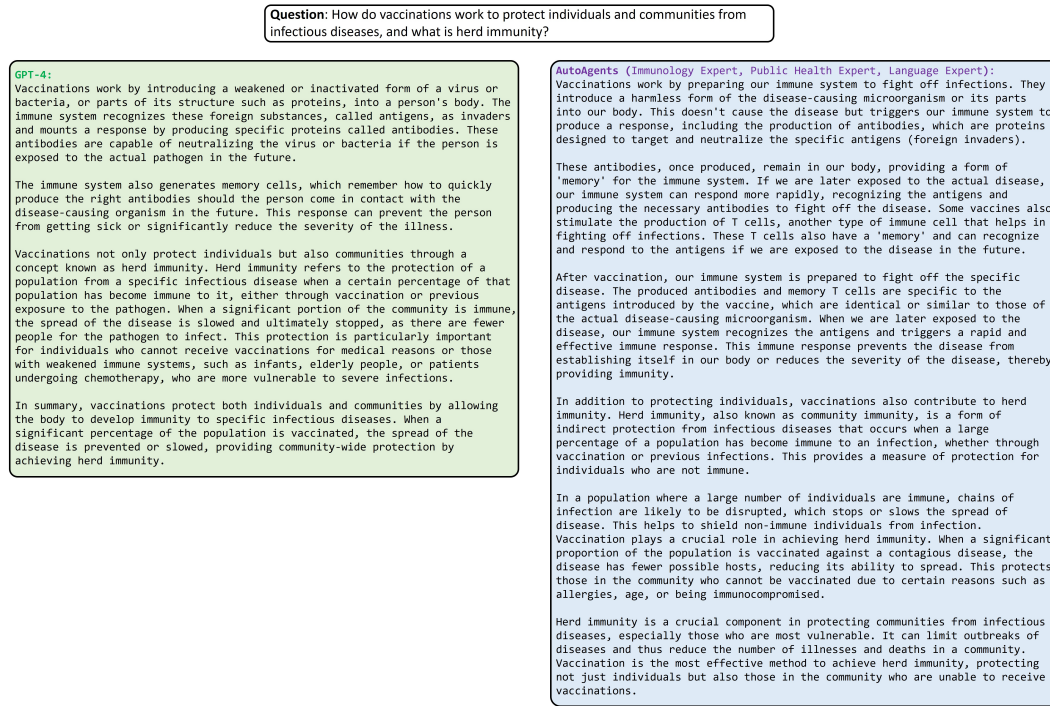 Question: How do vaccinations work to protect individuals and communities from
infectious diseases, and what is herd immunity?
GPT-4:
Vaccinations work by introducing a weakened or inactivated form of a virus or
bacteria, or parts of its structure such as proteins, into a person's body. The
immune system recognizes these foreign substances, called antigens, as invaders
and mounts a response by producing specific proteins called antibodies. These
antibodies are capable of neutralizing the virus or bacteria if the person is
exposed to the actual pathogen in the future.
The immune system also generates memory cells, which remember how to quickly
produce the right antibodies should the person come in contact with the
disease-causing organism in the future. This response can prevent the person
from getting sick or significantly reduce the severity of the illness.
Vaccinations not only protect individuals but also communities through a
concept known as herd immunity. Herd immunity refers to the protection of a
population from a specific infectious disease when a certain percentage of that
population has become immune to it, either through vaccination or previous
exposure to the pathogen. When a significant portion of the community is immune,
the spread of the disease is slowed and ultimately stopped, as there are fewer
people for the pathogen to infect. This protection is particularly important
for individuals who cannot receive vaccinations for medical reasons or those
with weakened immune systems, such as infants, elderly people, or patients
undergoing chemotherapy, who are more vulnerable to severe infections.
In summary, vaccinations protect both individuals and communities by allowing
the body to develop immunity to specific infectious diseases. When a
significant percentage of the population is vaccinated, the spread of the
disease is prevented or slowed, providing community-wide protection by
achieving herd immunity.
AutoAgents (Immunology Expert, Public Health Expert, Language Expert):
Vaccinations work by preparing our immune system to fight off infections. They
introduce a harmless form of the disease-causing microorganism or its parts
into our body. This doesn't cause the disease but triggers our immune system to
produce a response, including the production of antibodies, which are proteins
designed to target and neutralize the specific antigens (foreign invaders).
These antibodies, once produced, remain in our body, providing a form of
'memory' for the immune system. If we are later exposed to the actual disease,
our immune system can respond more rapidly, recognizing the antigens and
producing the necessary antibodies to fight off the disease. Some vaccines also
stimulate the production of T cells, another type of immune cell that helps in
fighting off infections. These T cells also have a 'memory' and can recognize
and respond to the antigens if we are exposed to the disease in the future.
After vaccination, our immune system is prepared to fight off the specific
disease. The produced antibodies and memory T cells are specific to the
antigens introduced by the vaccine, which are identical or similar to those of
the actual disease-causing microorganism. When we are later exposed to the
disease, our immune system recognizes the antigens and triggers a rapid and
effective immune response. This immune response prevents the disease from
establishing itself in our body or reduces the severity of the disease, thereby
providing immunity.
In addition to protecting individuals, vaccinations also contribute to herd
immunity. Herd immunity, also known as community immunity, is a form of
indirect protection from infectious diseases that occurs when a large
percentage of a population has become immune to an infection, whether through
vaccination or previous infections. This provides a measure of protection for
individuals who are not immune.
In a population where a large number of individuals are immune, chains of
infection are likely to be disrupted, which stops or slows the spread of
disease. This helps to shield non-immune individuals from infection.
Vaccination plays a crucial role in achieving herd immunity. When a significant
proportion of the population is vaccinated against a contagious disease, the
disease has fewer possible hosts, reducing its ability to spread. This protects
those in the community who cannot be vaccinated due to certain reasons such as
allergies, age, or being immunocompromised.
Herd immunity is a crucial component in protecting communities from infectious
diseases, especially those who are most vulnerable. It can limit outbreaks of
diseases and thus reduce the number of illnesses and deaths in a community.
Vaccination is the most effective method to achieve herd immunity, protecting
not just individuals but also those in the community who are unable to receive
vaccinations.